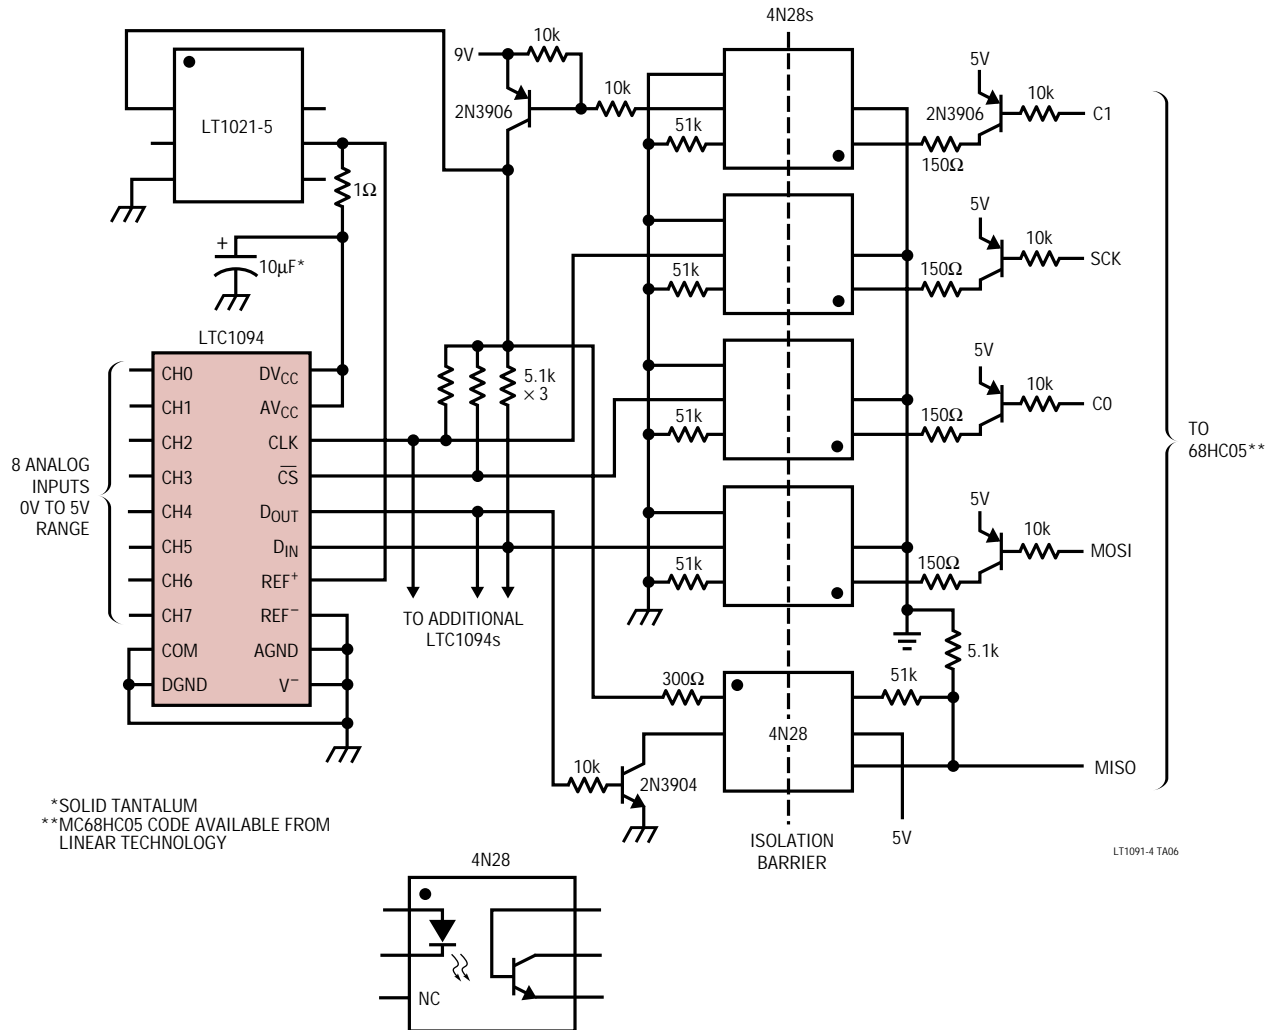 4N28s
10k
9V
5V
10k
2N3906
2N3906
10k
C1
LT1021-5
51k
150Ω
1Ω
5V
+
10µF*
10k
SCK
51k
150Ω
LTC1094
5V
CH0
DVCC
5.1k
× 3
10k
C0
CH1
AVCC
51k
150Ω
CH2
CLK
TO
68HC05**
8 ANALOG
INPUTS
0V TO 5V
RANGE
CH3
CS
CH4
DOUT
5V
10k
MOSI
CH5
DIN
51k
150Ω
CH6
REF+
CH7
REF−
TO ADDITIONAL
LTC1094s
COM
AGND
5.1k
DGND
V−
300Ω
51k
4N28
10k
2N3904
MISO
*SOLID TANTALUM
**MC68HC05 CODE AVAILABLE FROM
LINEAR TECHNOLOGY
ISOLATION
BARRIER
5V
LT1091-4 TA06
4N28
NC